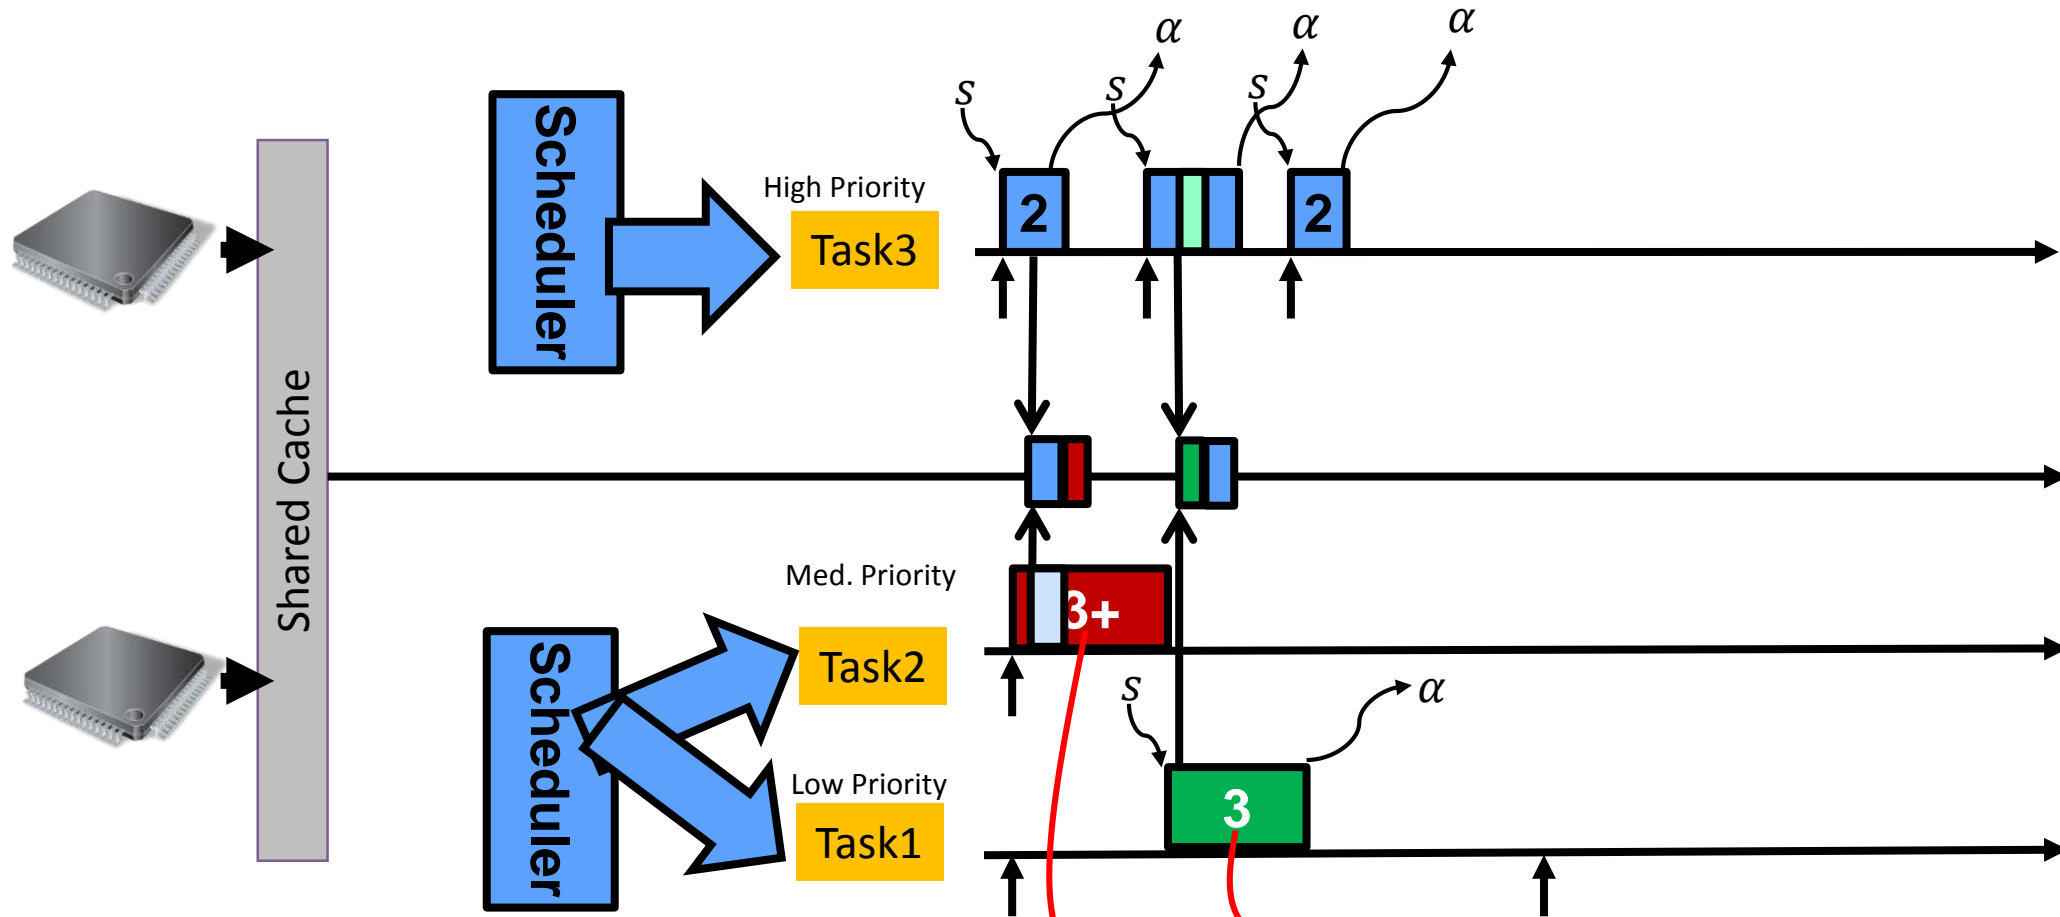 s
α
s
α
s
α
Scheduler
High Priority
Task3
2
2
Shared Cache
Med. Priority
3+
Scheduler
Task2
s
α
Low Priority
Task1
3